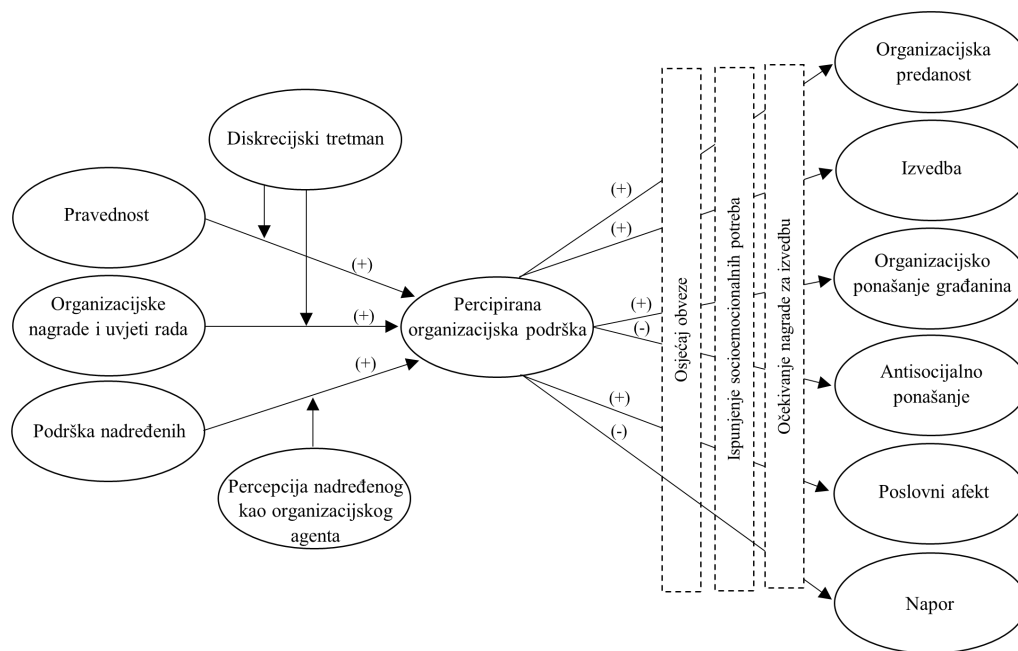 Organizacijska
predanost
Diskrecijski tretman
Izvedba
Pravednost
(+)
(+)
Organizacijske
nagrade i uvjeti rada
(+)
(+)
Percipirana
organizacijska podrška
(+)
(-)
Osjećaj obveze
Ispunjenje socioemocionalnih potreba
Očekivanje nagrade za izvedbu
Organizacijsko
ponašanje građanina
(+)
Antisocijalno
ponašanje
Podrška nadređenih
(+)
(-)
Percepcija nadređenog
kao organizacijskog
agenta
Poslovni afekt
Napor